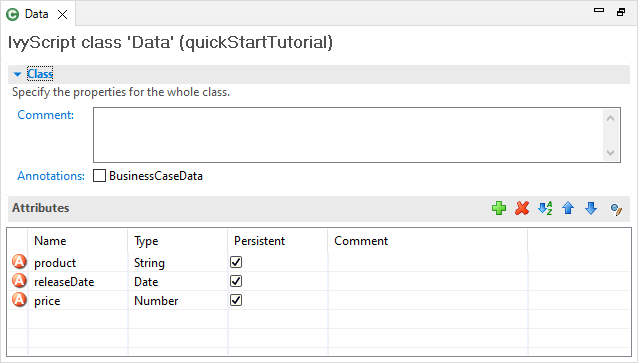 Data
IvyScript class 'Data' (quickStartTutorial)
Class
Specify the properties for the whole class.
Comment:
Annotations: BusinessCaseData
Attributes
Name Type Persistent Comment
A product String
A releaseDate Date
A price Number